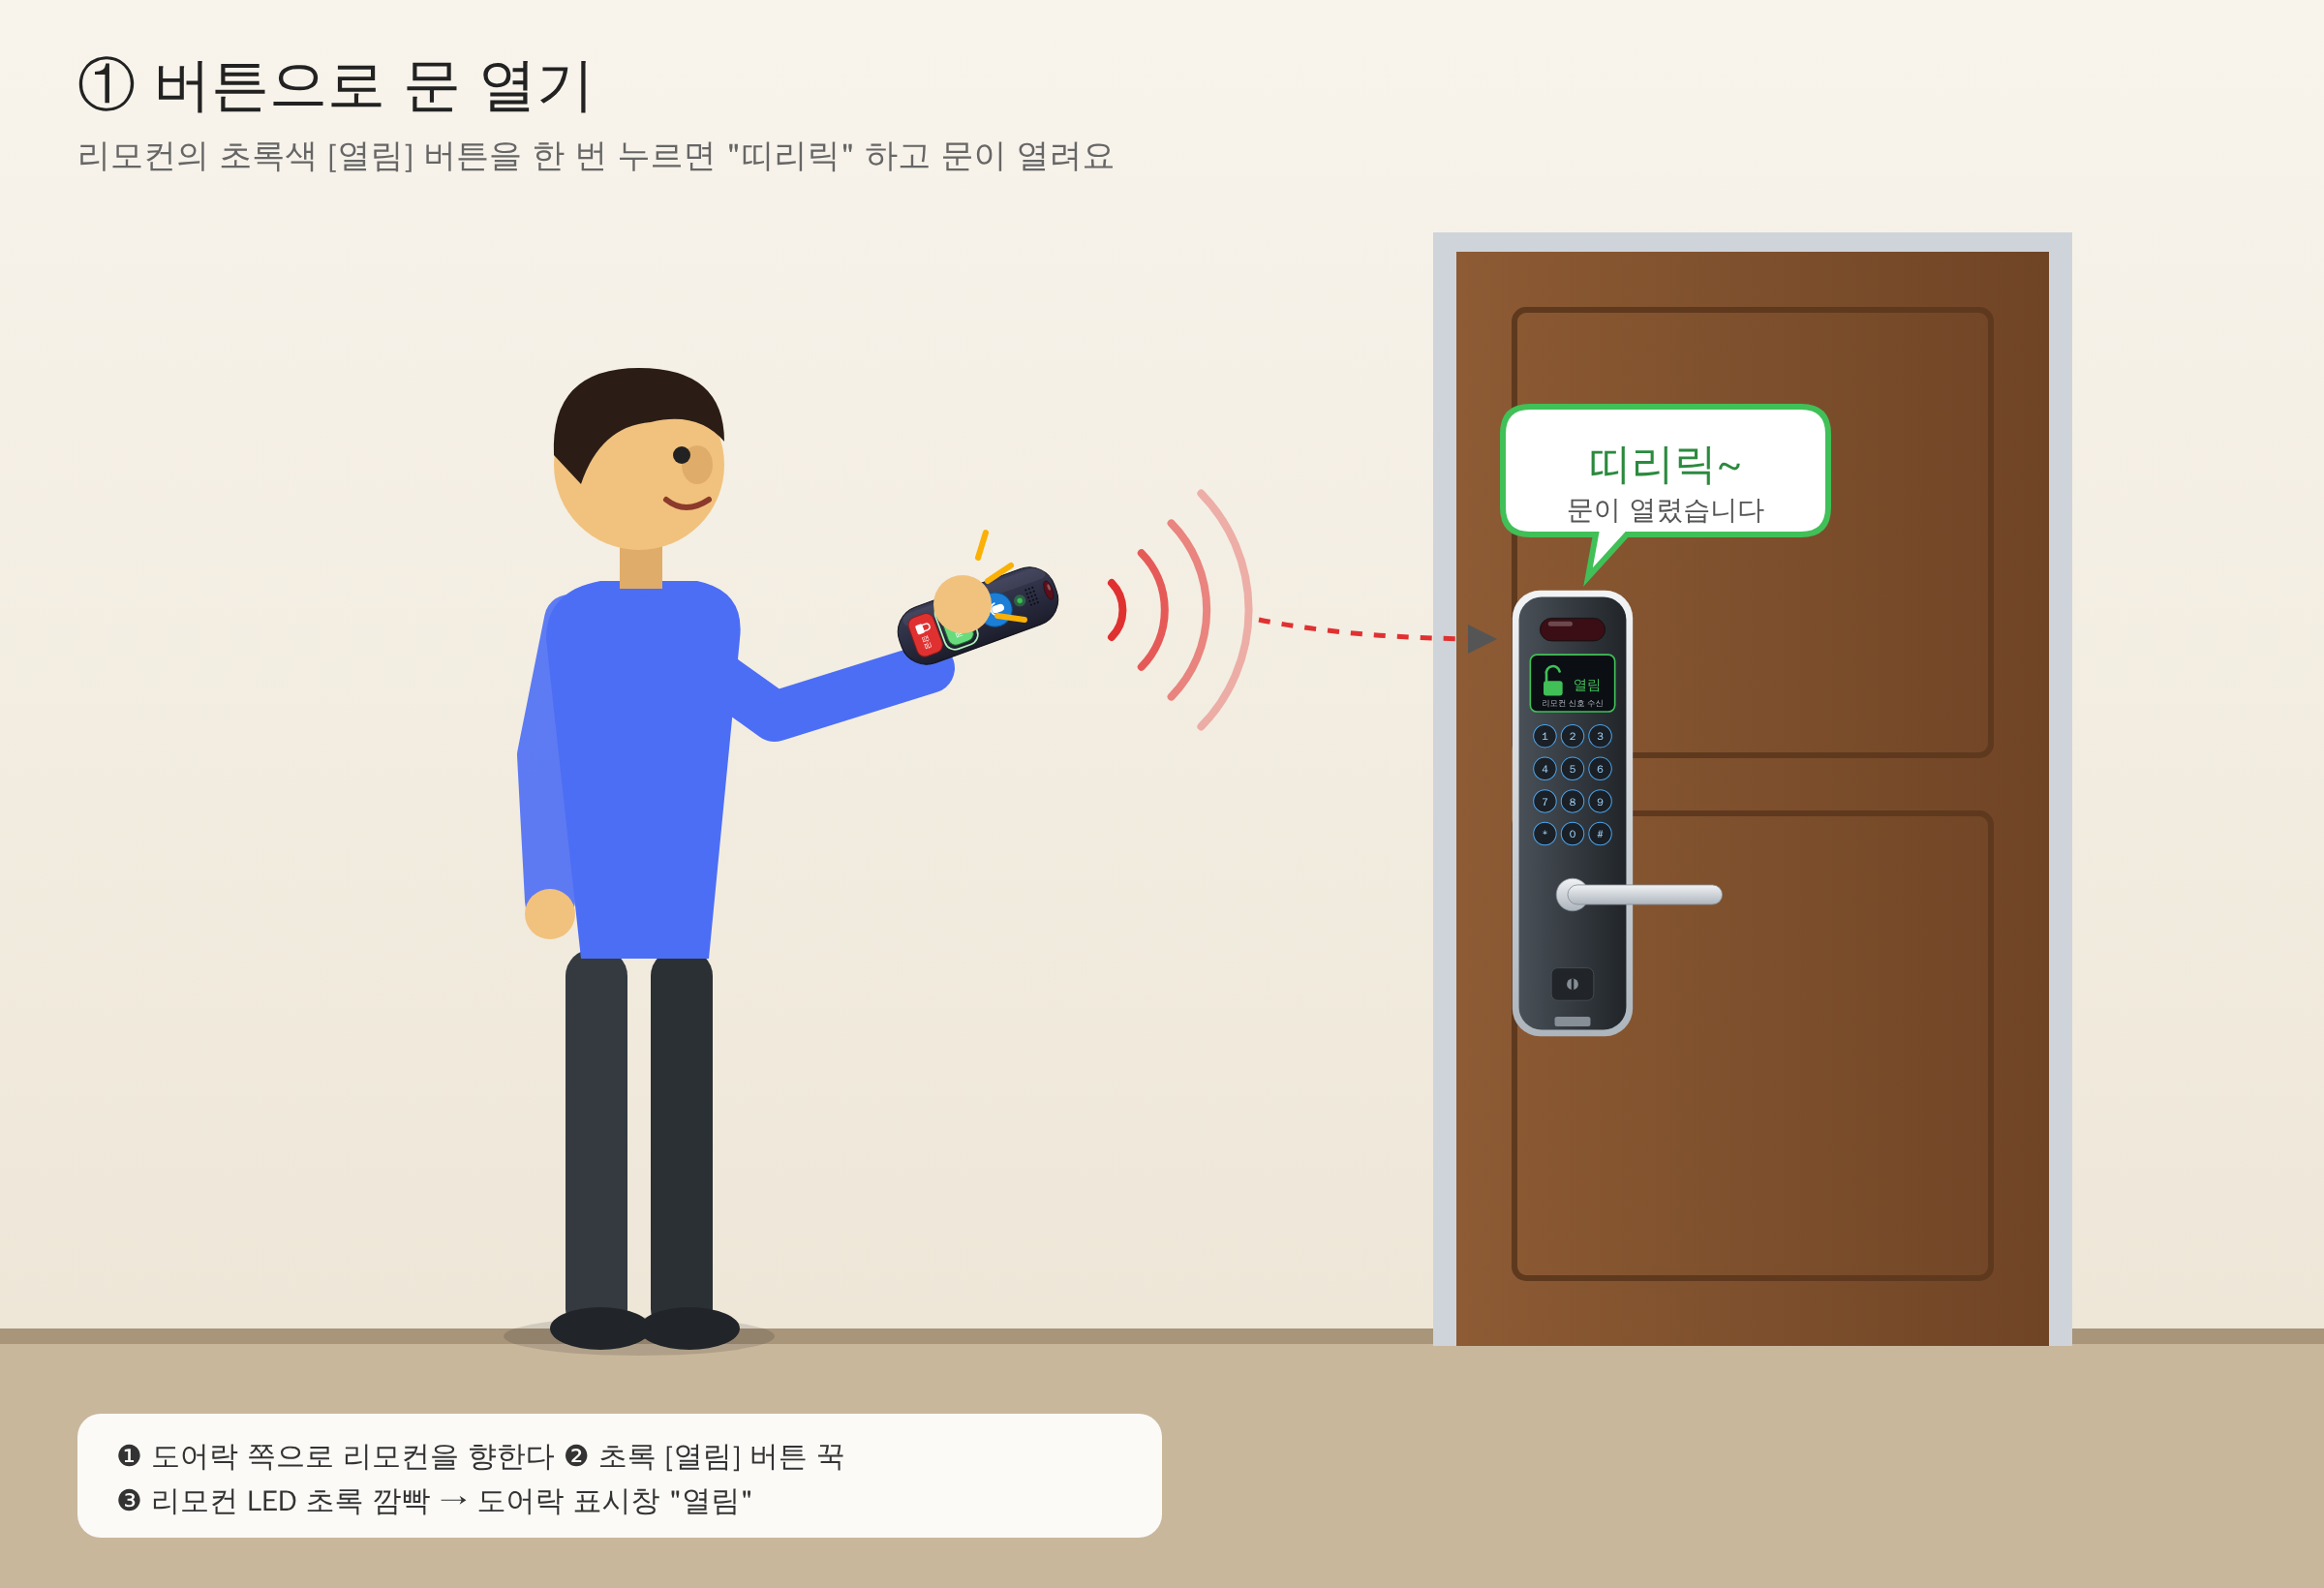 ① 버튼으로 문 열기
리모컨의 초록색 [열림] 버튼을 한 번 누르면 "띠리릭" 하고 문이 열려요
띠리릭~
문이 열렸습니다
열림
리모컨 신호 수신
1 2 3
4 5 6
7 8 9
* 0 #
❶ 도어락 쪽으로 리모컨을 향한다 ❷ 초록 [열림] 버튼 꾹
❸ 리모컨 LED 초록 깜빡 → 도어락 표시창 "열림"